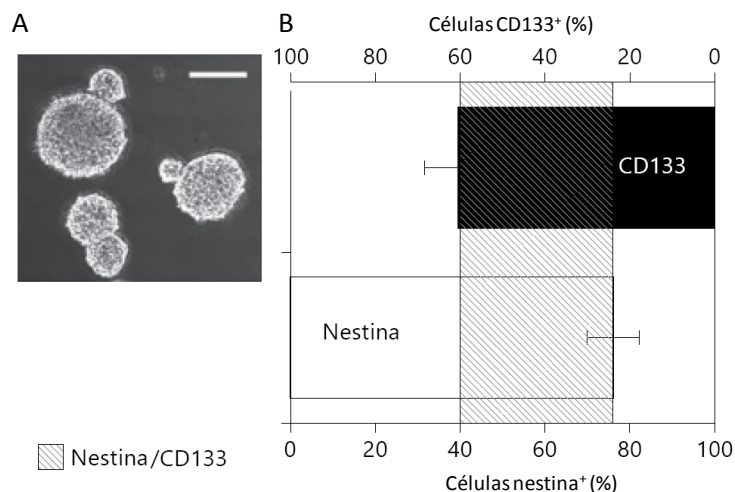 A
B
Células CD133⁺ (%)
100 80 60 40 20 0
CD133
Nestina
Nestina/CD133
0 20 40 60 80 100
Células nestina⁺ (%)